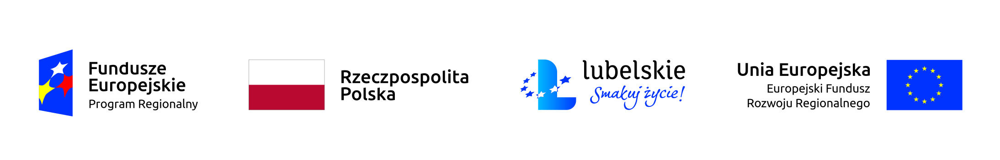 Fundusze
Europejskie
Program Regionalny
Rzeczpospolita
Polska
lubelskie
Smakuj życie!
Unia Europejska
Europejski Fundusz
Rozwoju Regionalnego